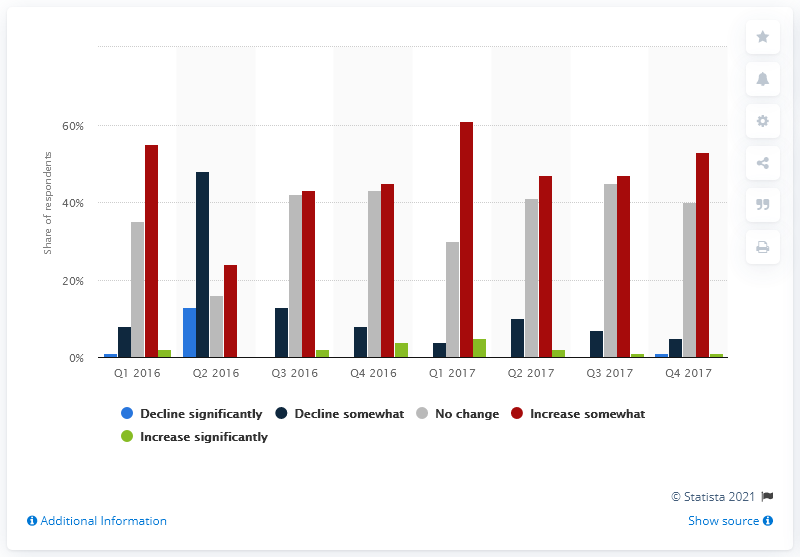 Share of respondents
60%
40%
20%
0%
Q1 2016 Q2 2016 Q3 2016 Q4 2016 Q1 2017 Q2 2017 Q3 2017 Q4 2017
Decline significantly Decline somewhat No change Increase somewhat
Increase significantly
© Statista 2021
Additional Information Show source